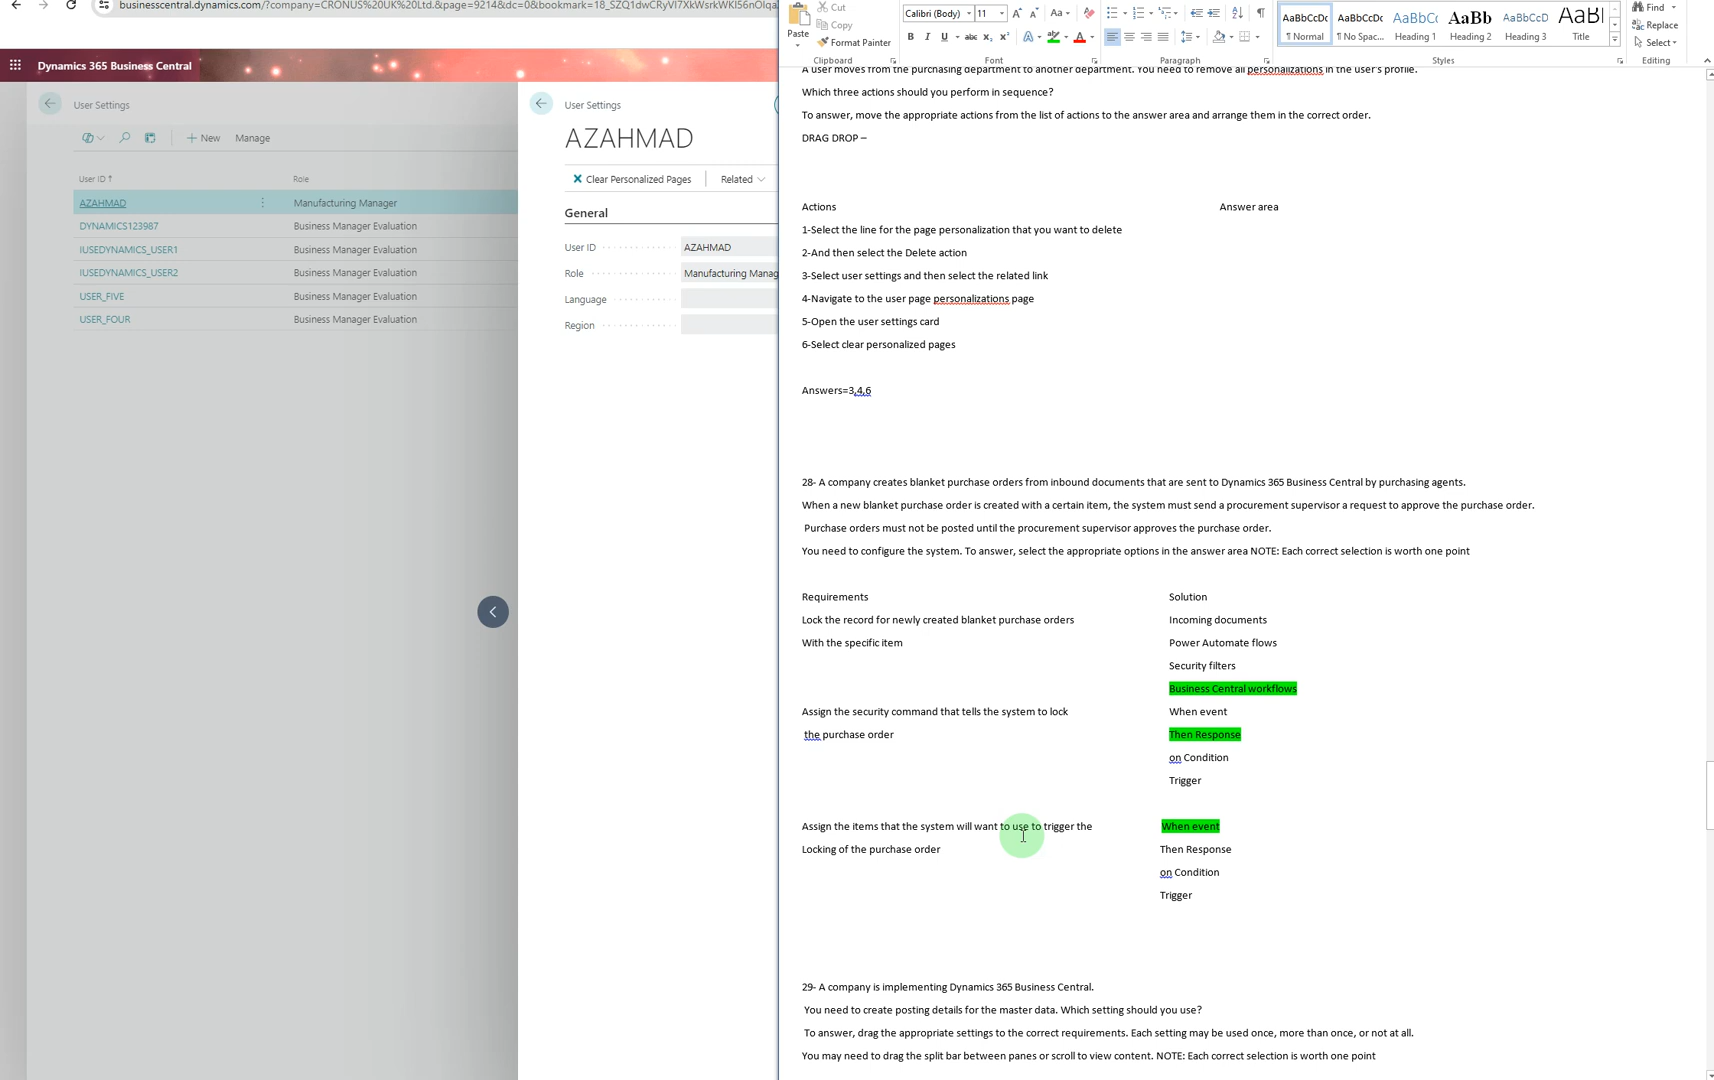 businesscentral.dynamics.com/?company=CRONUS%20UK%20Ltd.&page=9214&dc=0&bookmark=18_SZQ1dwCRyVI7XkWsrkWKI56nOlqa
Dynamics 365 Business Central
User Settings
New
Manage
User ID ↑
Role
AZAHMAD
Manufacturing Manager
DYNAMICS123987
Business Manager Evaluation
IUSEDYNAMICS_USER1
Business Manager Evaluation
IUSEDYNAMICS_USER2
Business Manager Evaluation
USER_FIVE
Business Manager Evaluation
USER_FOUR
Business Manager Evaluation
User Settings
AZAHMAD
Clear Personalized Pages
Related
General
User ID
AZAHMAD
Role
Manufacturing Manag
Language
Region
Paste
Cut
Copy
Format Painter
Clipboard
Calibri (Body)
11
Font
Paragraph
AaBbCcDc
¶ Normal
AaBbCcDc
¶ No Spac...
AaBbCc
Heading 1
AaBb
Heading 2
AaBbCcD
Heading 3
AaBl
Title
Styles
Find
Replace
Select
Editing
A user moves from the purchasing department to another department. You need to remove all personalizations in the user's profile.
Which three actions should you perform in sequence?
To answer, move the appropriate actions from the list of actions to the answer area and arrange them in the correct order.
DRAG DROP –
Actions
Answer area
1-Select the line for the page personalization that you want to delete
2-And then select the Delete action
3-Select user settings and then select the related link
4-Navigate to the user page personalizations page
5-Open the user settings card
6-Select clear personalized pages
Answers=3,4,6
28- A company creates blanket purchase orders from inbound documents that are sent to Dynamics 365 Business Central by purchasing agents.
When a new blanket purchase order is created with a certain item, the system must send a procurement supervisor a request to approve the purchase order.
Purchase orders must not be posted until the procurement supervisor approves the purchase order.
You need to configure the system. To answer, select the appropriate options in the answer area NOTE: Each correct selection is worth one point
Requirements
Solution
Lock the record for newly created blanket purchase orders
Incoming documents
With the specific item
Power Automate flows
Security filters
Business Central workflows
Assign the security command that tells the system to lock
When event
the purchase order
Then Response
on Condition
Trigger
Assign the items that the system will want to use to trigger the
When event
Locking of the purchase order
Then Response
on Condition
Trigger
29- A company is implementing Dynamics 365 Business Central.
You need to create posting details for the master data. Which setting should you use?
To answer, drag the appropriate settings to the correct requirements. Each setting may be used once, more than once, or not at all.
You may need to drag the split bar between panes or scroll to view content. NOTE: Each correct selection is worth one point